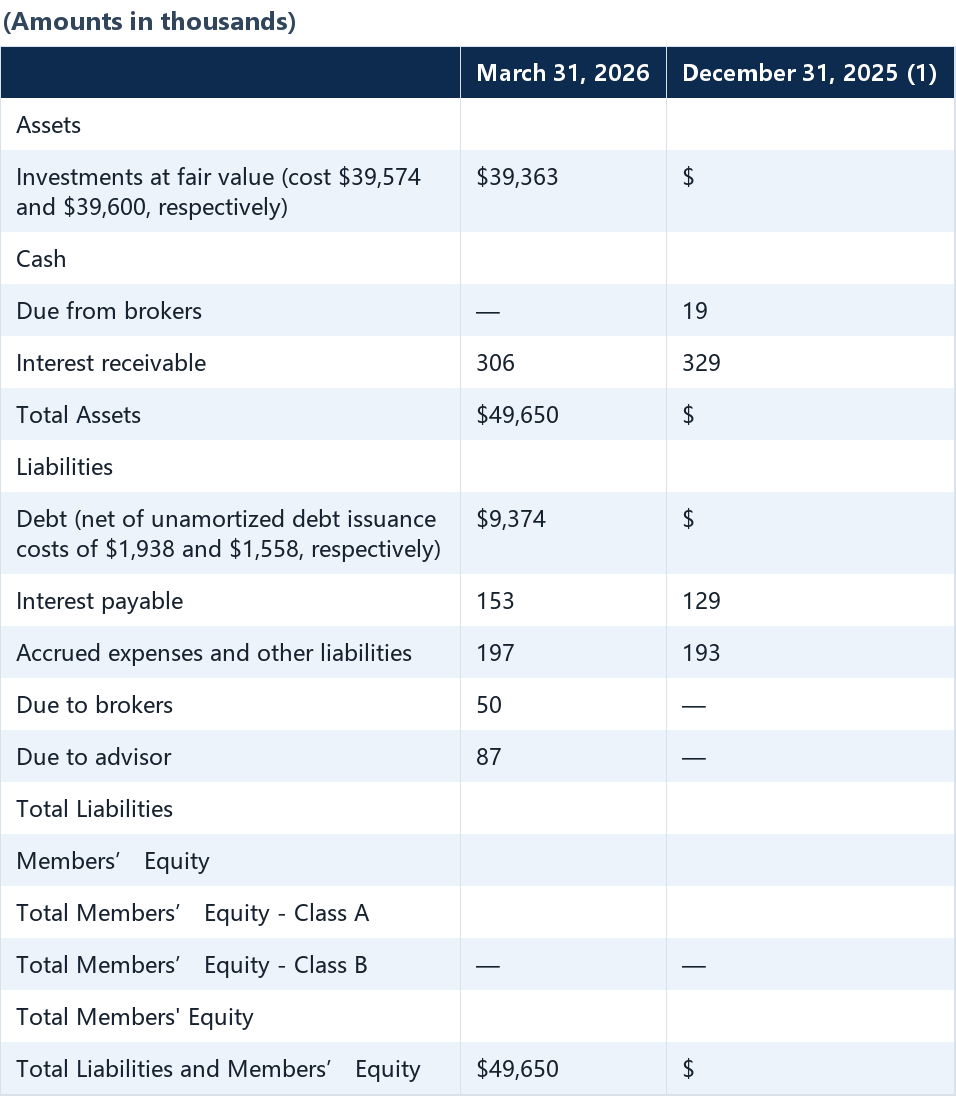 (Amounts in thousands)
March 31, 2026 December 31, 2025 (1)
Assets
Investments at fair value (cost $39,574 $39,363 $
and $39,600, respectively)
Cash
Due from brokers — 19
Interest receivable 306 329
Total Assets $49,650 $
Liabilities
Debt (net of unamortized debt issuance $9,374 $
costs of $1,938 and $1,558, respectively)
Interest payable 153 129
Accrued expenses and other liabilities 197 193
Due to brokers 50 —
Due to advisor 87 —
Total Liabilities
Members’ Equity
Total Members’ Equity - Class A
Total Members’ Equity - Class B — —
Total Members' Equity
Total Liabilities and Members’ Equity $49,650 $